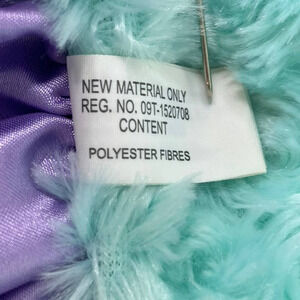 NEW MATERIAL ONLY
REG. NO. 09T-1520708
CONTENT
POLYESTER FIBRES